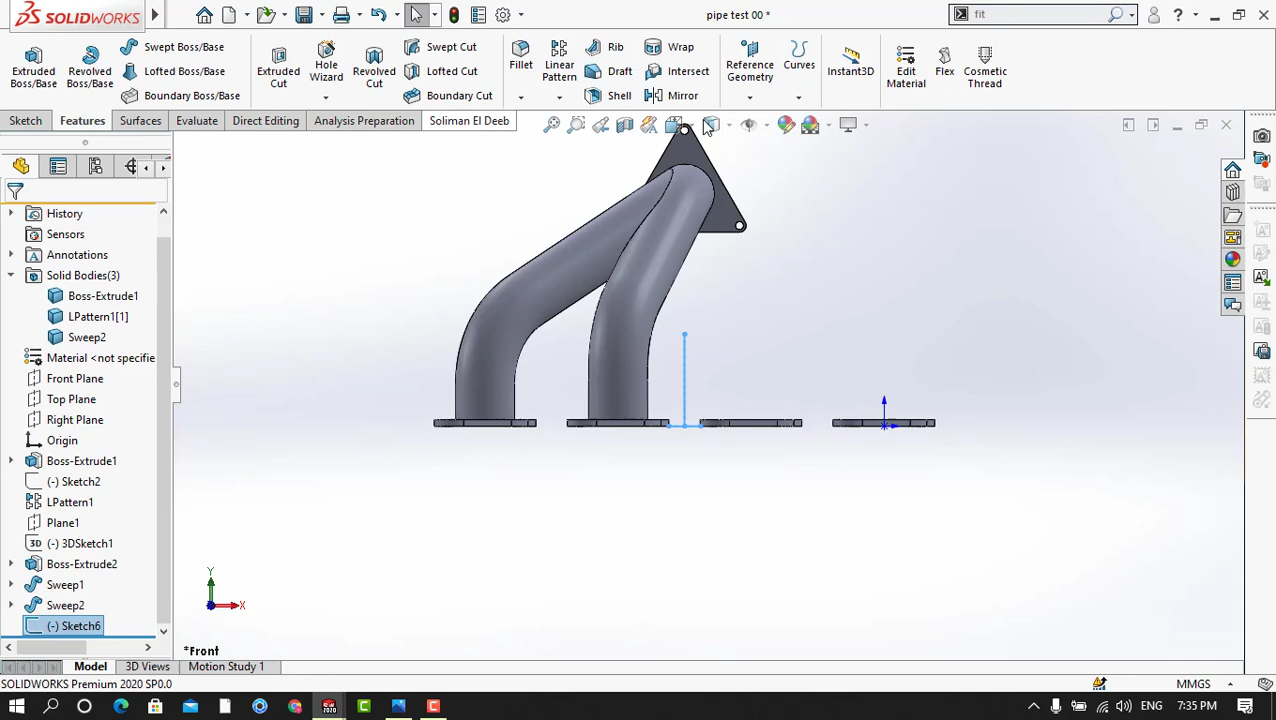 SOLIDWORKS
pipe test 00 *
fit
Extruded Boss/Base
Revolved Boss/Base
Swept Boss/Base
Lofted Boss/Base
Boundary Boss/Base
Extruded Cut
Hole Wizard
Revolved Cut
Swept Cut
Lofted Cut
Boundary Cut
Fillet
Linear Pattern
Rib
Draft
Shell
Wrap
Intersect
Mirror
Reference Geometry
Curves
Instant3D
Edit Material
Flex
Cosmetic Thread
Sketch
Features
Surfaces
Evaluate
Direct Editing
Analysis Preparation
Soliman El Deeb
History
Sensors
Annotations
Solid Bodies(3)
Boss-Extrude1
LPattern1[1]
Sweep2
Material <not specifie
Front Plane
Top Plane
Right Plane
Origin
Boss-Extrude1
(-) Sketch2
LPattern1
Plane1
3D (-) 3DSketch1
Boss-Extrude2
Sweep1
Sweep2
(-) Sketch6
Y
X
*Front
Model
3D Views
Motion Study 1
SOLIDWORKS Premium 2020 SP0.0
MMGS
ENG
7:35 PM